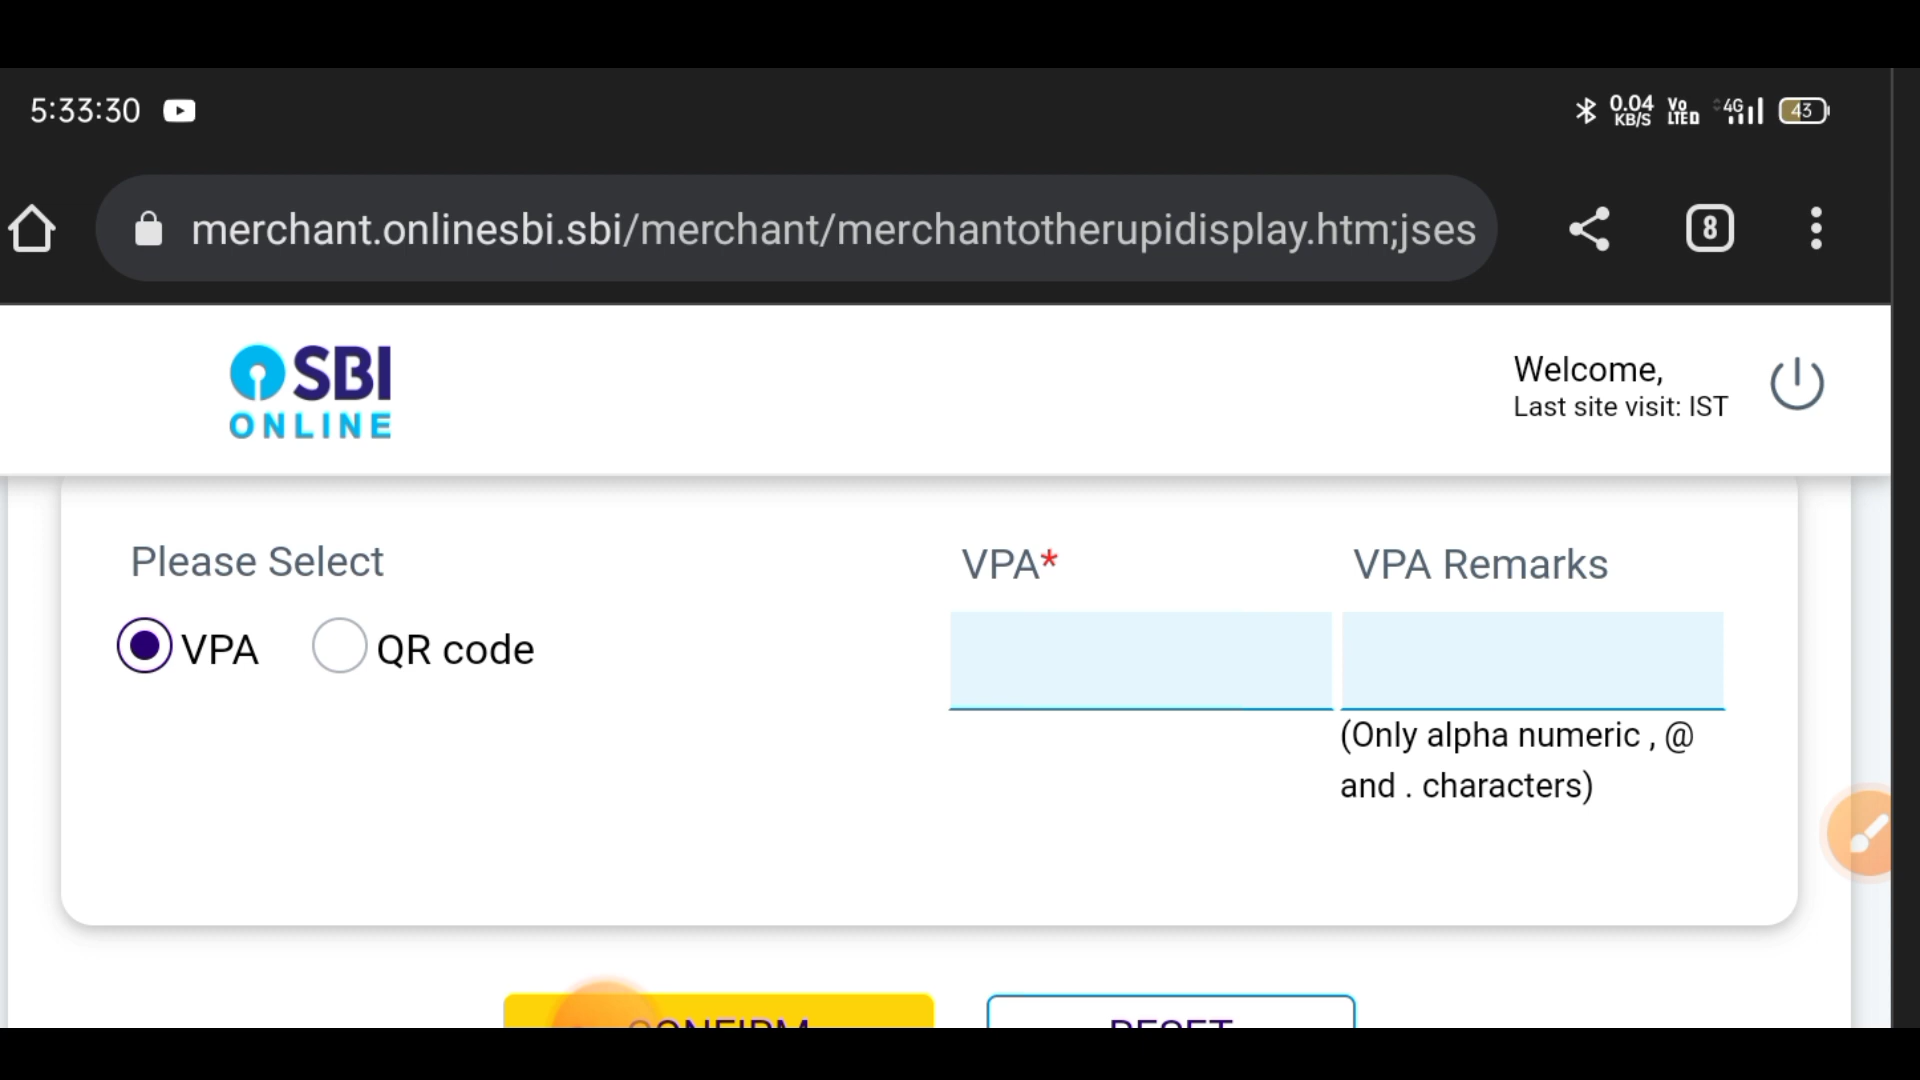 5:33:30
0.04 KB/S Vo LTE 4G 43
merchant.onlinesbi.sbi/merchant/merchantotherupidisplay.htm;jses
8
SBI
ONLINE
Welcome,
Last site visit: IST
Please Select
VPA*
VPA Remarks
VPA
QR code
(Only alpha numeric , @
and . characters)
CONFIRM
RESET